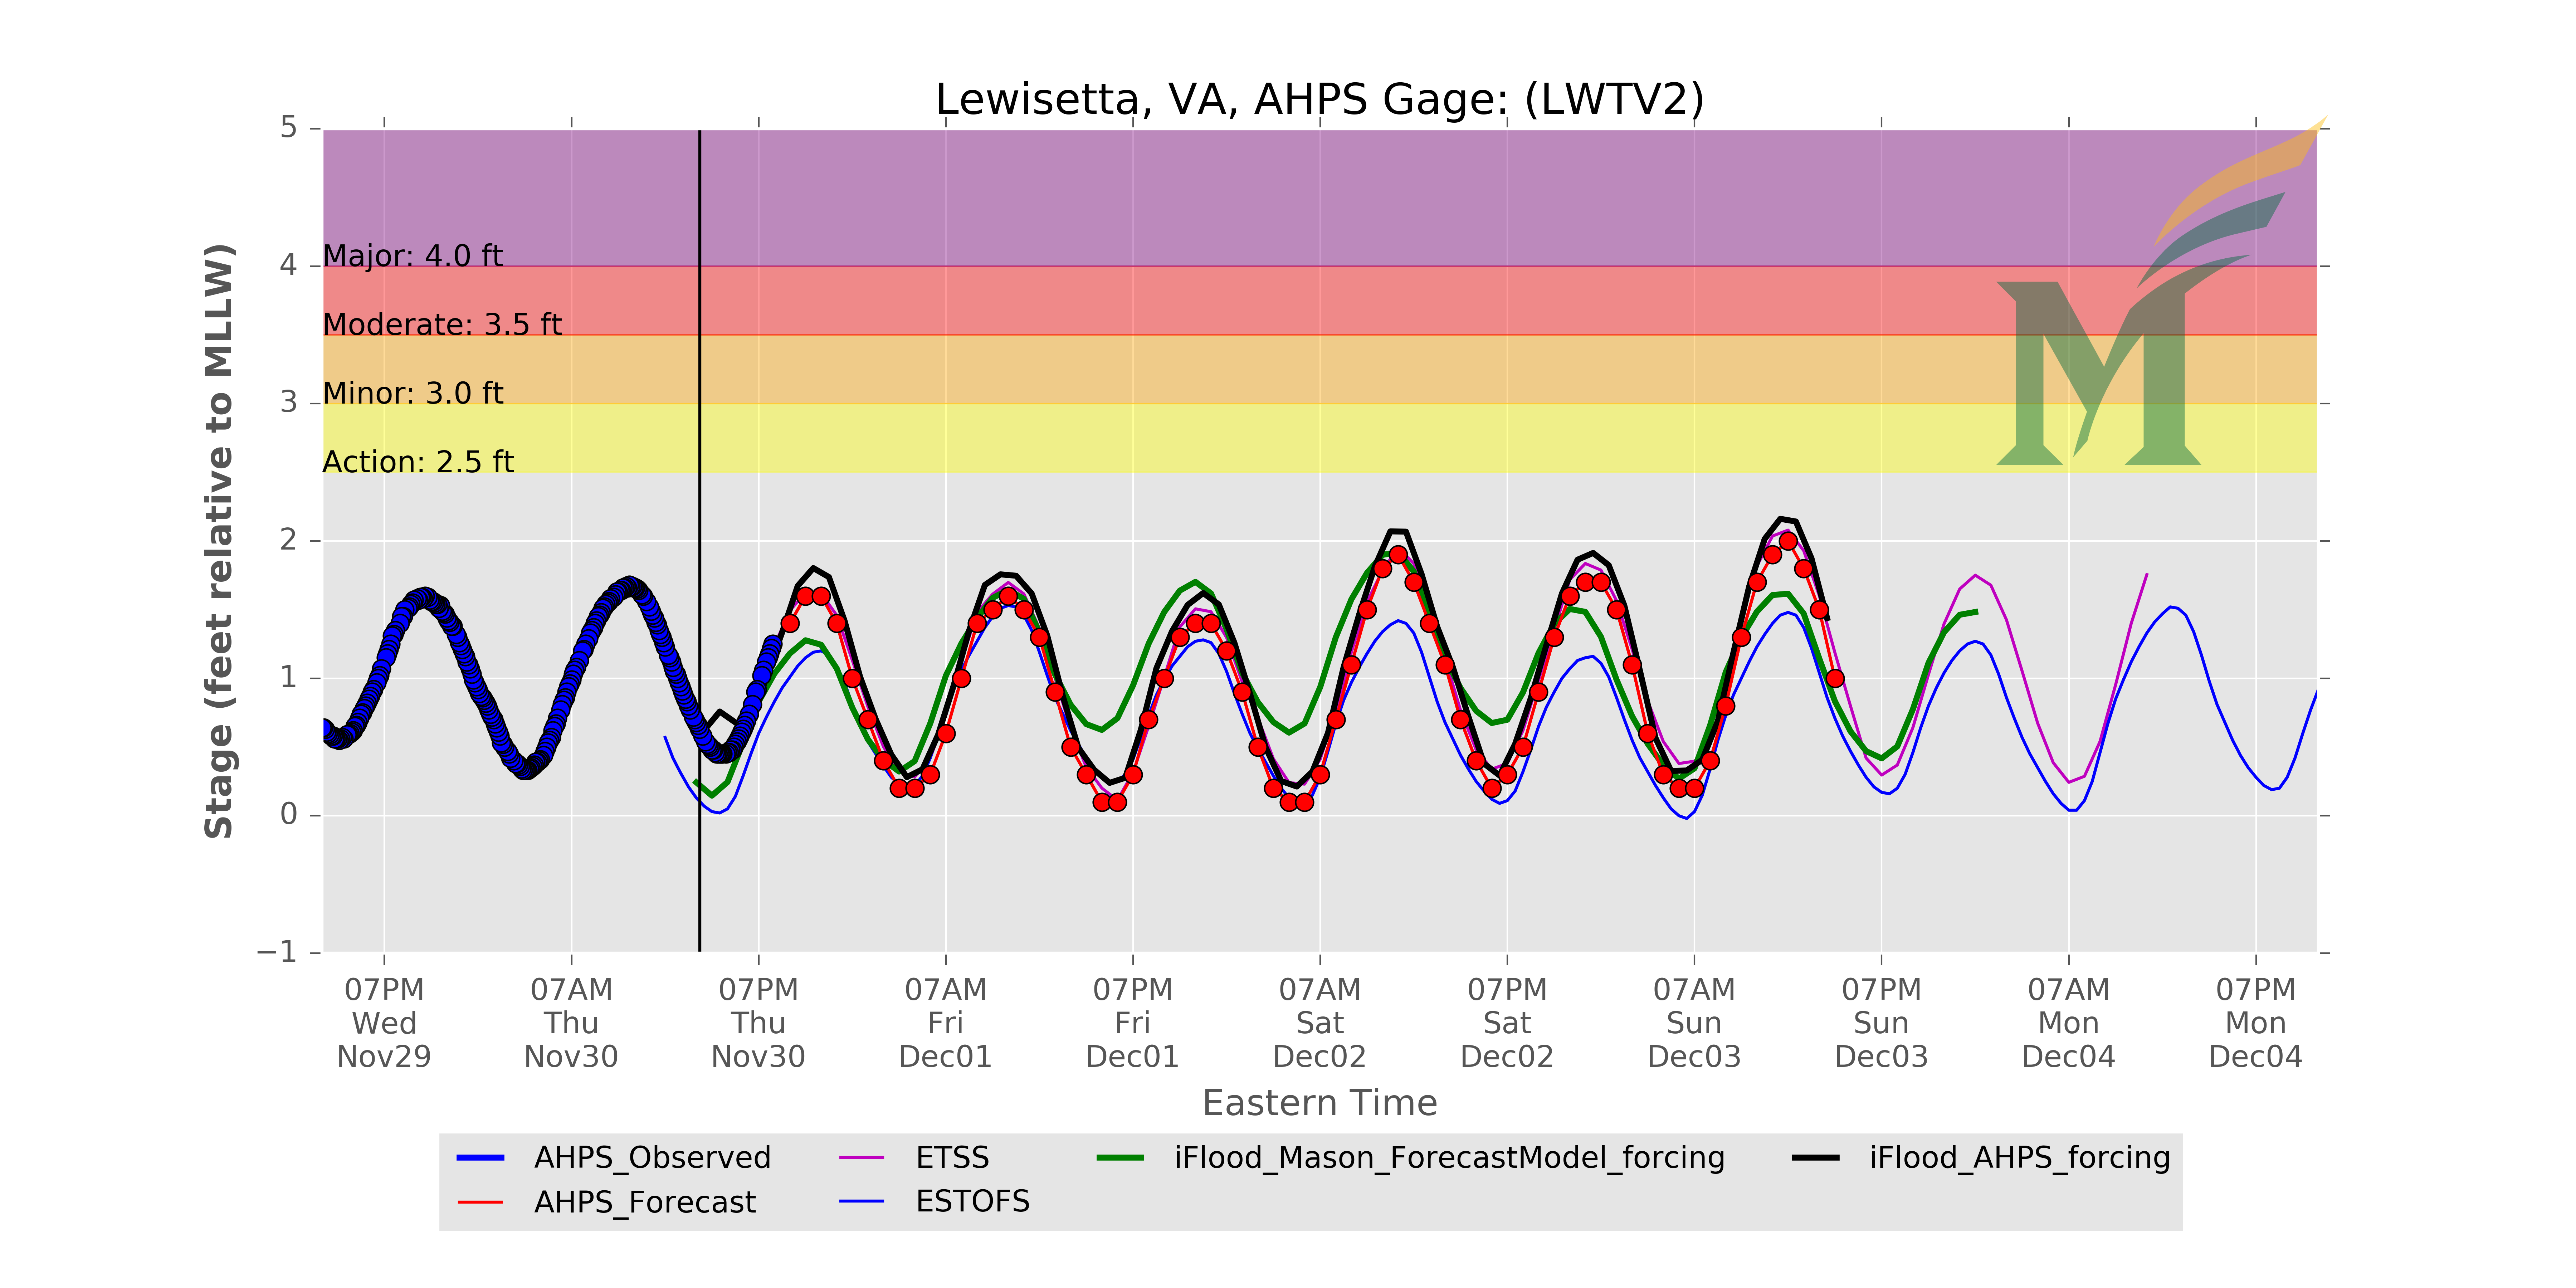 Lewisetta, VA, AHPS Gage: (LWTV2)
5
4
3
2
1
0
−1
Stage (feet relative to MLLW)
Major: 4.0 ft
Moderate: 3.5 ft
Minor: 3.0 ft
Action: 2.5 ft
M
07PM 07AM 07PM 07AM 07PM 07AM 07PM 07AM 07PM 07AM 07PM
Wed Thu Thu Fri Fri Sat Sat Sun Sun Mon Mon
Nov29 Nov30 Nov30 Dec01 Dec01 Dec02 Dec02 Dec03 Dec03 Dec04 Dec04
Eastern Time
AHPS_Observed ETSS iFlood_Mason_ForecastModel_forcing iFlood_AHPS_forcing
AHPS_Forecast ESTOFS